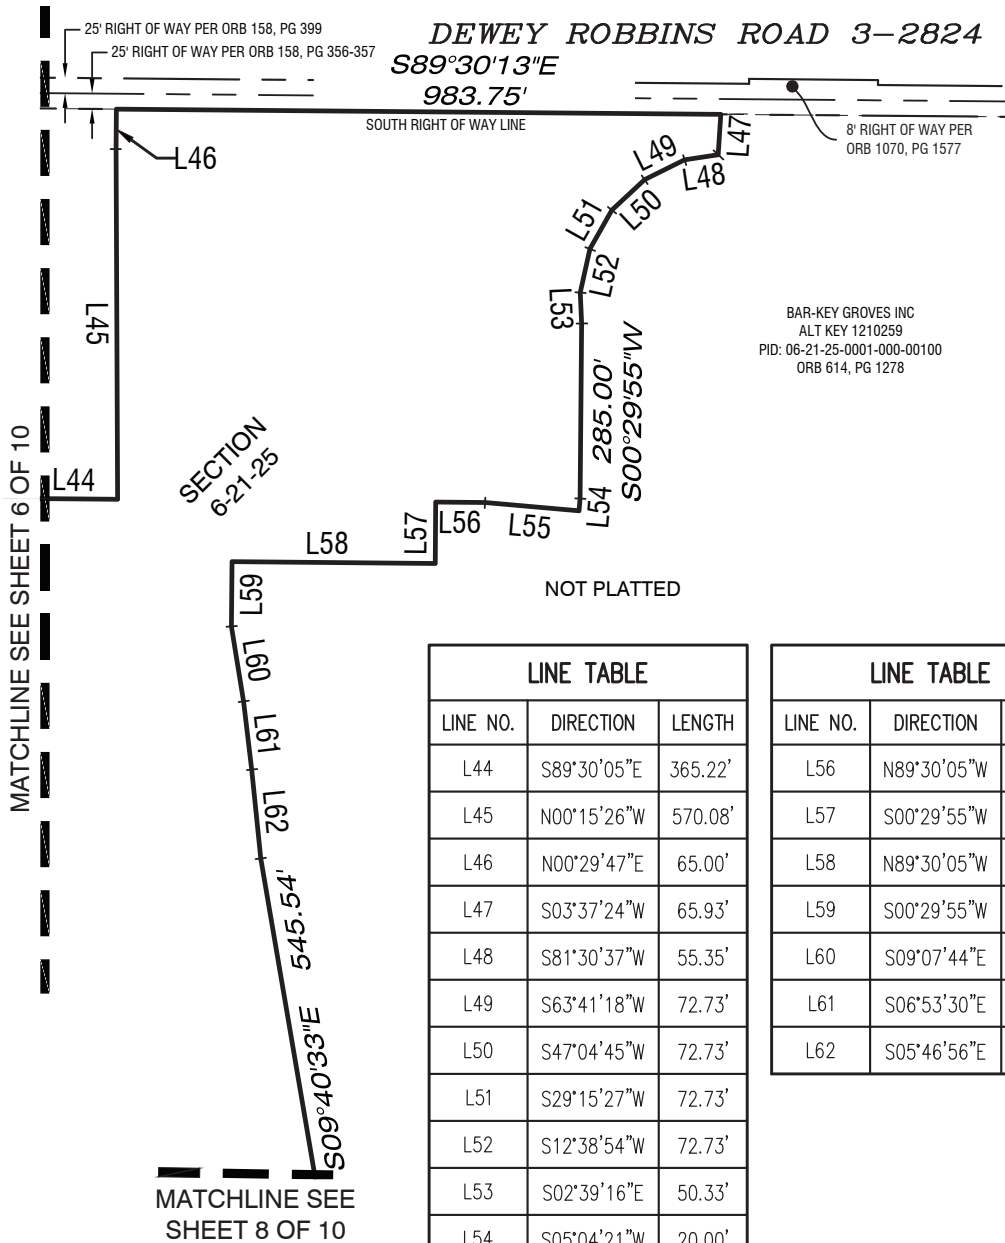 25' RIGHT OF WAY PER ORB 158, PG 399
25' RIGHT OF WAY PER ORB 158, PG 356-357
DEWEY ROBBINS ROAD 3-2824
S89°30'13"E
983.75'
SOUTH RIGHT OF WAY LINE
8' RIGHT OF WAY PER
ORB 1070, PG 1577
L46
L47
L48
L49
L50
L51
L52
L53
L45
BAR-KEY GROVES INC
ALT KEY 1210259
PID: 06-21-25-0001-000-00100
ORB 614, PG 1278
285.00'
S00°29'55"W
SECTION
6-21-25
MATCHLINE SEE SHEET 6 OF 10
L44
L54
L55
L56
L57
L58
L59
NOT PLATTED
L60
L61
L62
545.54'
S09°40'33"E
MATCHLINE SEE
SHEET 8 OF 10
LINE TABLE
LINE NO. DIRECTION LENGTH
L44 S89°30'05"E 365.22'
L45 N00°15'26"W 570.08'
L46 N00°29'47"E 65.00'
L47 S03°37'24"W 65.93'
L48 S81°30'37"W 55.35'
L49 S63°41'18"W 72.73'
L50 S47°04'45"W 72.73'
L51 S29°15'27"W 72.73'
L52 S12°38'54"W 72.73'
L53 S02°39'16"E 50.33'
L54 S05°04'21"W 20.00'
LINE TABLE
LINE NO. DIRECTION
L56 N89°30'05"W
L57 S00°29'55"W
L58 N89°30'05"W
L59 S00°29'55"W
L60 S09°07'44"E
L61 S06°53'30"E
L62 S05°46'56"E